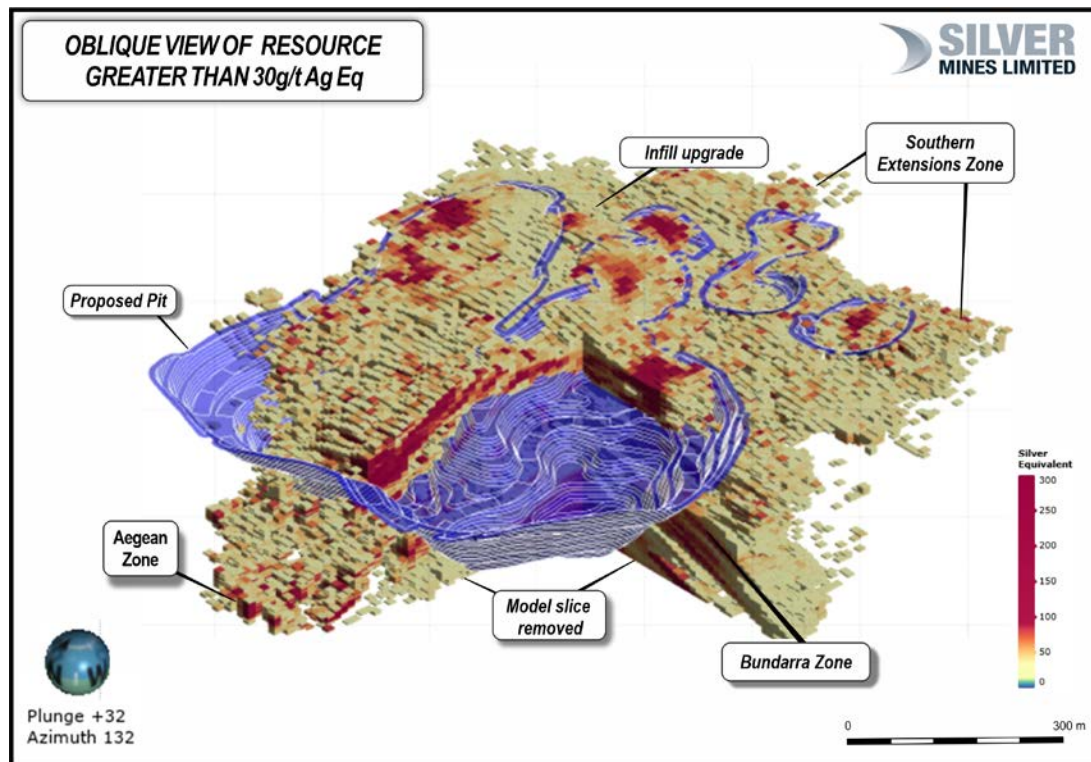 OBLIQUE VIEW OF RESOURCE
GREATER THAN 30g/t Ag Eq
SILVER
MINES LIMITED
Infill upgrade
Southern
Extensions Zone
Proposed Pit
Silver
Equivalent
300
250
200
150
100
50
0
Aegean
Zone
Model slice
removed
Bundarra Zone
Plunge +32
Azimuth 132
0
300 m